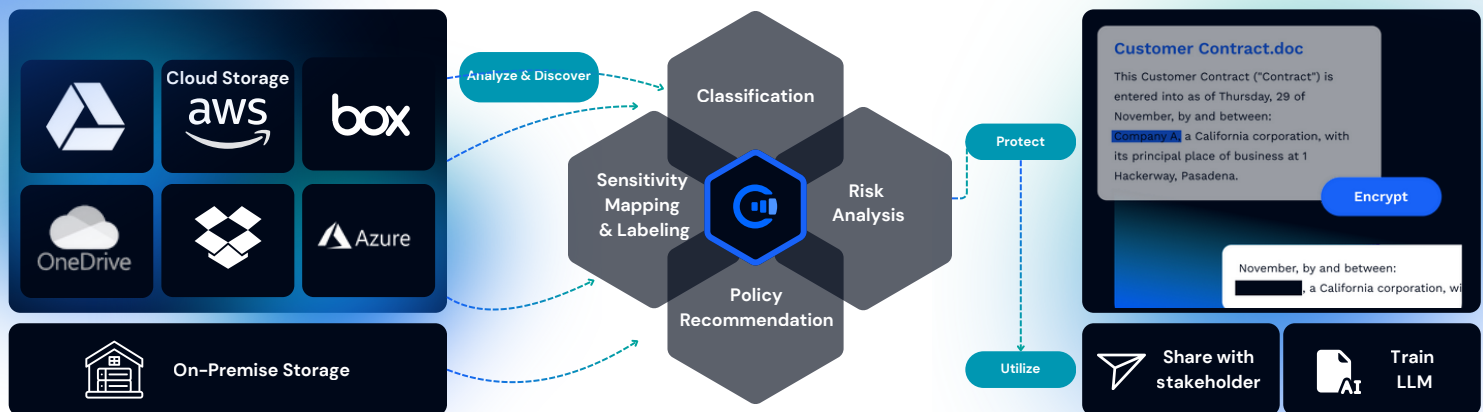 Cloud Storage
aws
box
OneDrive
Azure
On-Premise Storage
Analyze & Discover
Classification
Sensitivity
Mapping
& Labeling
Risk
Analysis
Policy
Recommendation
Protect
Utilize
Customer Contract.doc
This Customer Contract ("Contract") is
entered into as of Thursday, 29 of
November, by and between:
Company A, a California corporation, with
its principal place of business at 1
Hackerway, Pasadena.
Encrypt
November, by and between:
, a California corporation, wi
Share with
stakeholder
AI
Train
LLM